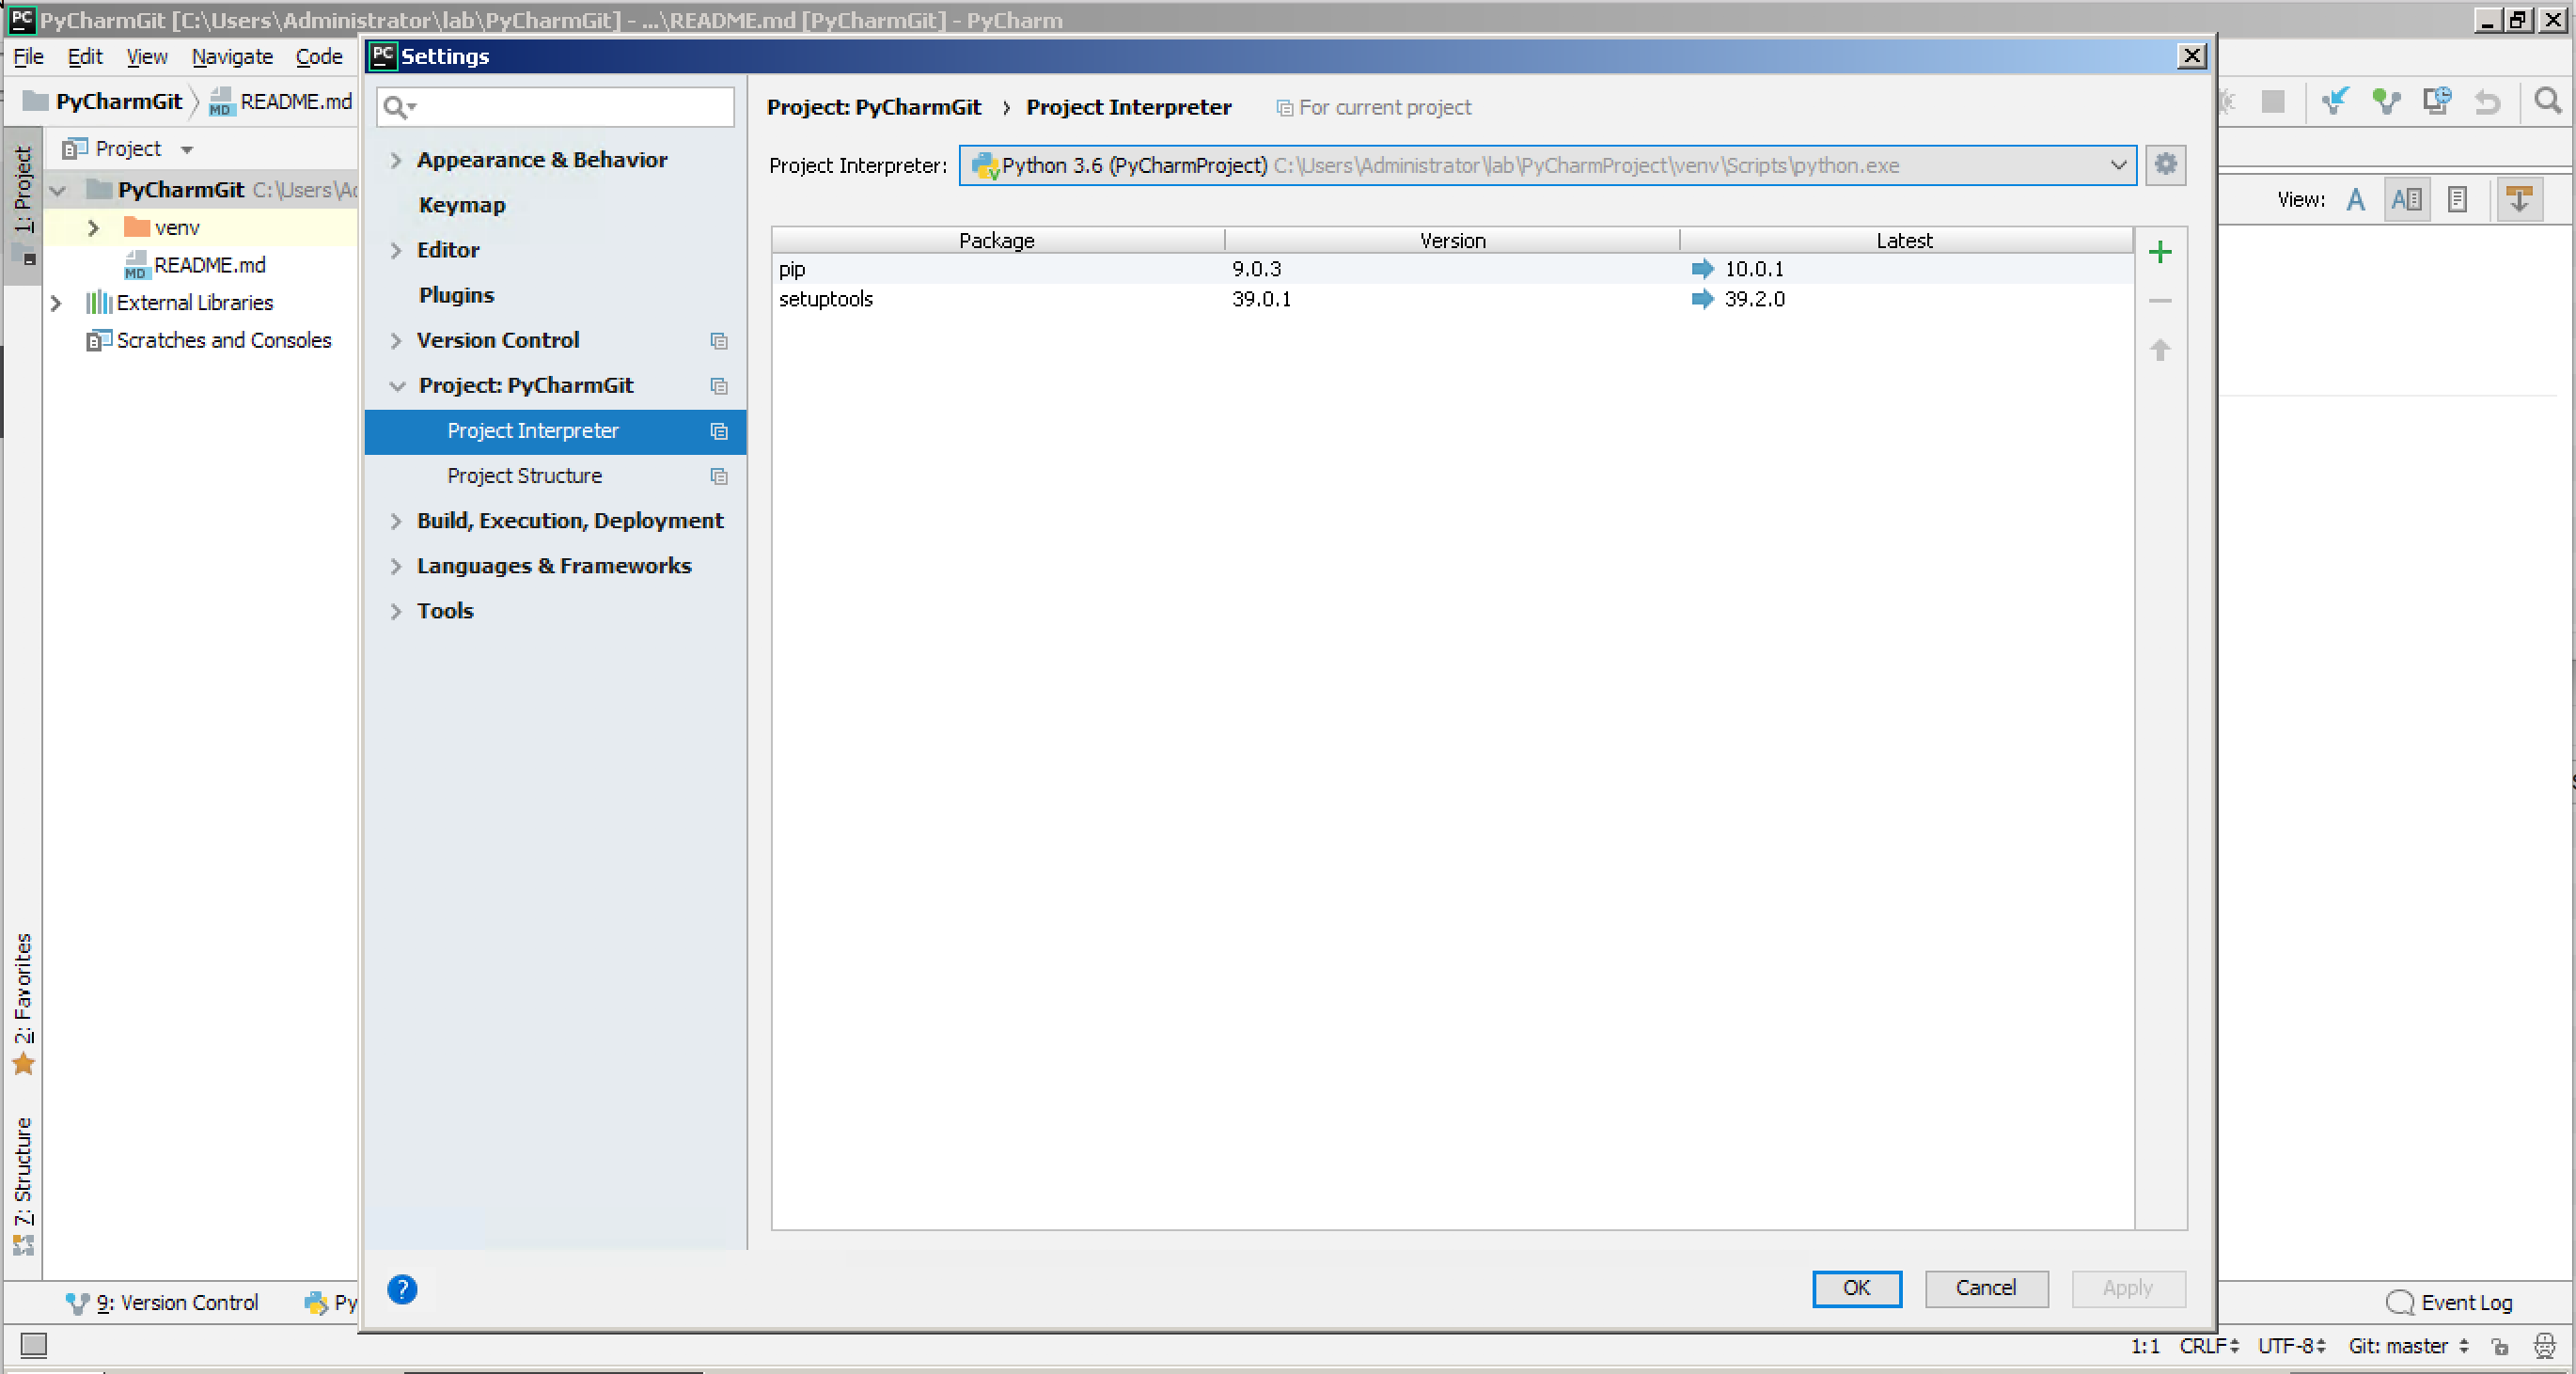 PyCharmGit [C:\Users\Administrator\lab\PyCharmGit] - ...\README.md [PyCharmGit] - PyCharm
File Edit View Navigate Code
PyCharmGit README.md
Project
1: Project
PyCharmGit C:\Users\Ad
venv
README.md
External Libraries
Scratches and Consoles
2: Favorites
7: Structure
Settings
Appearance & Behavior
Keymap
Editor
Plugins
Version Control
Project: PyCharmGit
Project Interpreter
Project Structure
Build, Execution, Deployment
Languages & Frameworks
Tools
Project: PyCharmGit › Project Interpreter For current project
Project Interpreter: Python 3.6 (PyCharmProject) C:\Users\Administrator\lab\PyCharmProject\venv\Scripts\python.exe
Package Version Latest
pip 9.0.3 10.0.1
setuptools 39.0.1 39.2.0
OK Cancel Apply
View:
9: Version Control Py
Event Log
1:1 CRLF UTF-8 Git: master